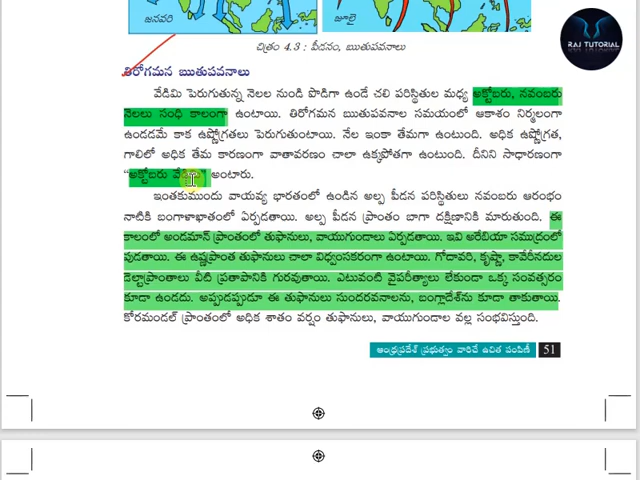 జనవరి
జూలై
RAJ TUTORIAL
చిత్రం 4.3 : పీడనం, ఋతుపవనాలు
తిరోగమన ఋతుపవనాలు
వేడిమి పెరుగుతున్న నెలల నుండి పొడిగా ఉండే చలి పరిస్థితుల మధ్య అక్టోబరు, నవంబరు
నెలలు సంధి కాలంగా ఉంటాయి. తిరోగమన ఋతుపవనాల సమయంలో ఆకాశం నిర్మలంగా
ఉండడమే కాక ఉష్ణోగ్రతలు పెరుగుతుంటాయి. నేల ఇంకా తేమగా ఉంటుంది. అధిక ఉష్ణోగ్రత,
గాలిలో అధిక తేమ కారణంగా వాతావరణం చాలా ఉక్కపోతగా ఉంటుంది. దీనిని సాధారణంగా
“అక్టోబరు వేడిమి” అంటారు.
ఇంతకుముందు వాయవ్య భారతంలో ఉండిన అల్ప పీడన పరిస్థితులు నవంబరు ఆరంభం
నాటికి బంగాళాఖాతంలో ఏర్పడతాయి. అల్ప పీడన ప్రాంతం బాగా దక్షిణానికి మారుతుంది. ఈ
కాలంలో అండమాన్ ప్రాంతంలో తుఫానులు, వాయుగుండాలు ఏర్పడతాయి. ఇవి అరేబియా సముద్రంలో
పుడతాయి. ఈ ఉష్ణప్రాంత తుఫానులు చాలా విధ్వంసకరంగా ఉంటాయి. గోదావరి, కృష్ణా, కావేరీనదుల
డెల్టాప్రాంతాలు వీటి ప్రతాపానికి గురవుతాయి. ఎటువంటి వైపరీత్యాలు లేకుండా ఒక్క సంవత్సరం
కూడా ఉండదు. అప్పుడప్పుడూ ఈ తుఫానులు సుందరవనాలను, బంగ్లాదేశ్‌ను కూడా తాకుతాయి.
కోరమండల్ ప్రాంతంలో అధిక శాతం వర్షం తుఫానులు, వాయుగుండాల వల్ల సంభవిస్తుంది.
ఆంధ్రప్రదేశ్ ప్రభుత్వం వారిచే ఉచిత పంపిణీ 51